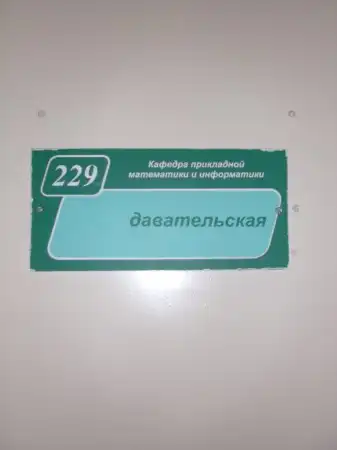 229
Кафедра прикладной
математики и информатики
давательская